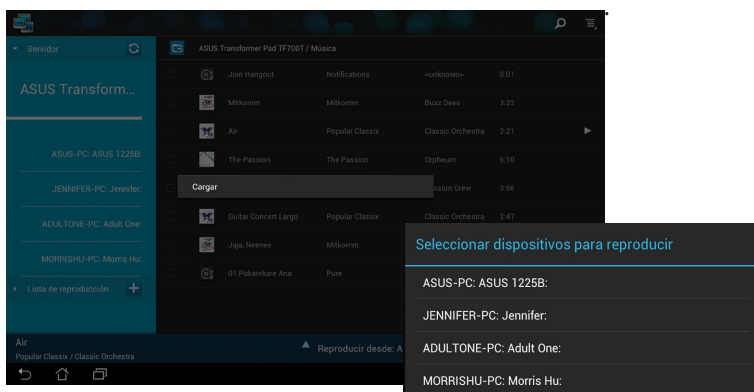 Servidor
ASUS Transformer Pad TF700T / Música
ASUS Transform...
Join Hangout Notifications <unknown> 0:01
Mitkomm Mitkomm Buzz Dees 3:22
Air Popular Classix Classic Orchestra 2:21
ASUS-PC: ASUS 1225B:
The Passion The Passion Orpheum 6:10
JENNIFER-PC: Jennifer:
Cargar
ssion Crew 3:56
ADULTONE-PC: Adult One:
Guitar Concert Largo Popular Classix Classic Orchestra 2:47
Jaja, Neenee Mitkomm
MORRISHU-PC: Morris Hu:
01.Pokarekare Ana Pure
Lista de reproducción
Air
Popular Classix / Classic Orchestra
Reproducir desde: A
Seleccionar dispositivos para reproducir
ASUS-PC: ASUS 1225B:
JENNIFER-PC: Jennifer:
ADULTONE-PC: Adult One:
MORRISHU-PC: Morris Hu: